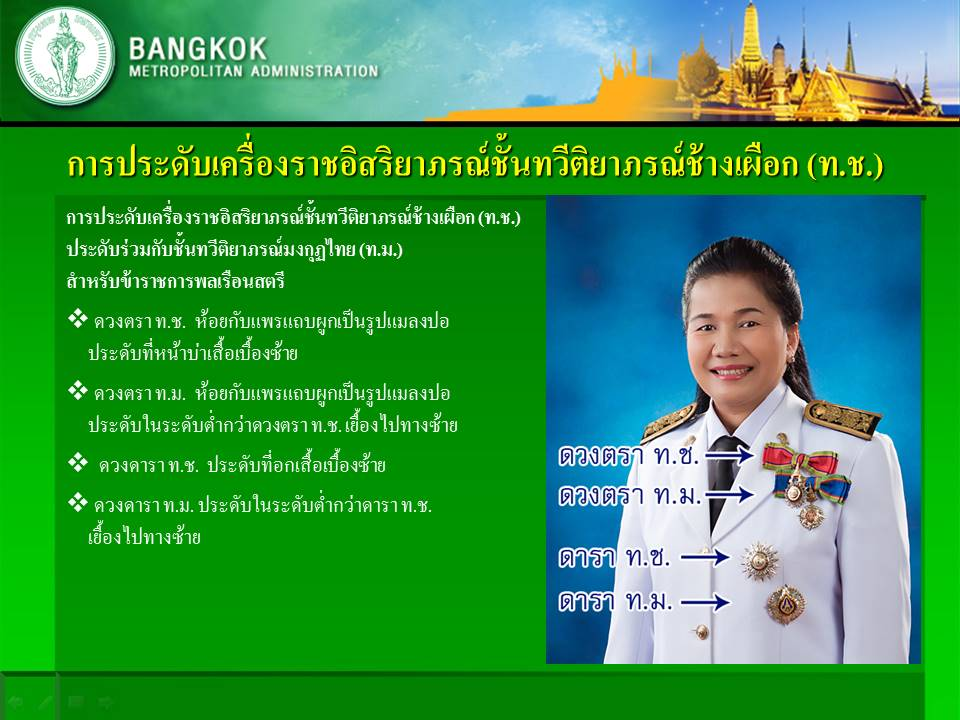 BANGKOK
METROPOLITAN ADMINISTRATION
การประดับเครื่องราชอิสริยาภรณ์ชั้นทวีติยาภรณ์ช้างเผือก (ท.ช.)
การประดับเครื่องราชอิสริยาภรณ์ชั้นทวีติยาภรณ์ช้างเผือก (ท.ช.)
ประดับร่วมกับชั้นทวีติยาภรณ์มงกุฎไทย (ท.ม.)
สำหรับข้าราชการพลเรือนสตรี
❖ ดวงตรา ท.ช. ห้อยกับแพรแถบผูกเป็นรูปแมลงปอ
ประดับที่หน้าบ่าเสื้อเบื้องซ้าย
❖ ดวงตรา ท.ม. ห้อยกับแพรแถบผูกเป็นรูปแมลงปอ
ประดับในระดับต่ำกว่าดวงตรา ท.ช. เยื้องไปทางซ้าย
❖ ดวงดารา ท.ช. ประดับที่อกเสื้อเบื้องซ้าย
❖ ดวงดารา ท.ม. ประดับในระดับต่ำกว่าดารา ท.ช.
เยื้องไปทางซ้าย
ดวงตรา ท.ช.
ดวงตรา ท.ม.
ดารา ท.ช.
ดารา ท.ม.